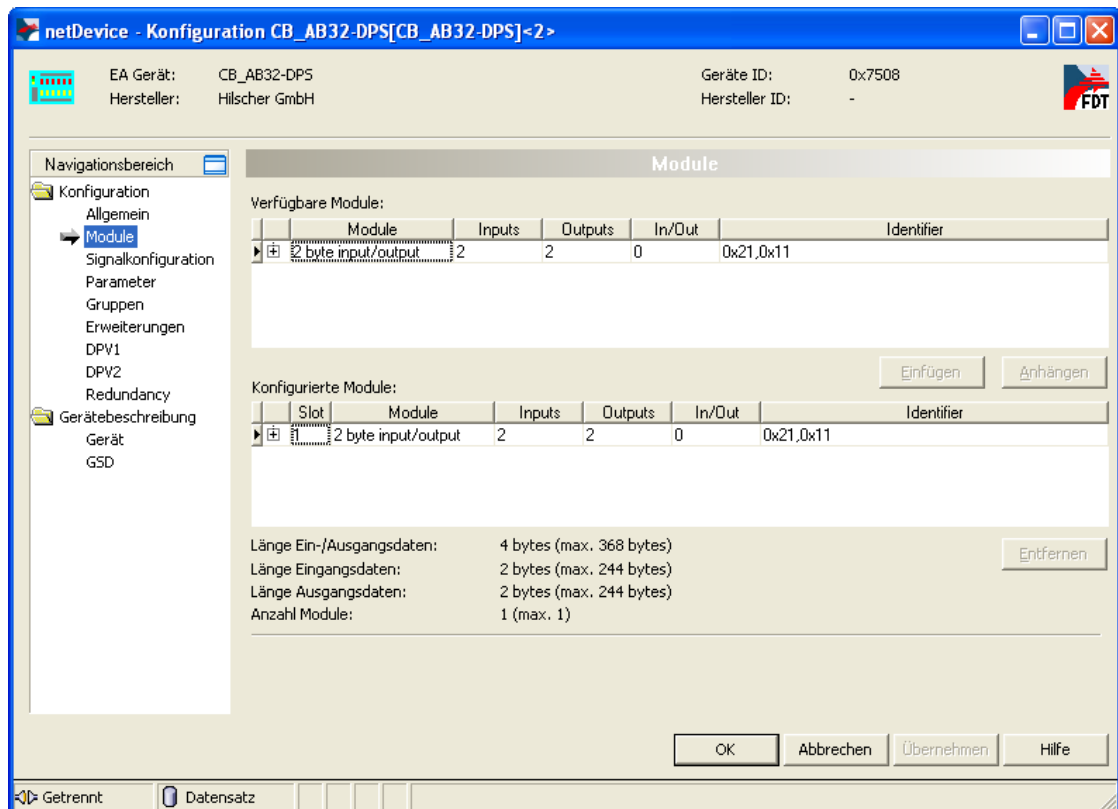 netDevice - Konfiguration CB_AB32-DPS[CB_AB32-DPS]<2>
EA Gerät: CB_AB32-DPS Geräte ID: 0x7508
Hersteller: Hilscher GmbH Hersteller ID: -
FDT
Navigationsbereich
Konfiguration
Allgemein
Module
Signalkonfiguration
Parameter
Gruppen
Erweiterungen
DPV1
DPV2
Redundancy
Gerätebeschreibung
Gerät
GSD
Module
Verfügbare Module:
Module Inputs Outputs In/Out Identifier
2 byte input/output 2 2 0 0x21,0x11
Einfügen Anhängen
Konfigurierte Module:
Slot Module Inputs Outputs In/Out Identifier
1 2 byte input/output 2 2 0 0x21,0x11
Länge Ein-/Ausgangsdaten: 4 bytes (max. 368 bytes)
Entfernen
Länge Eingangsdaten: 2 bytes (max. 244 bytes)
Länge Ausgangsdaten: 2 bytes (max. 244 bytes)
Anzahl Module: 1 (max. 1)
OK Abbrechen Übernehmen Hilfe
Getrennt Datensatz